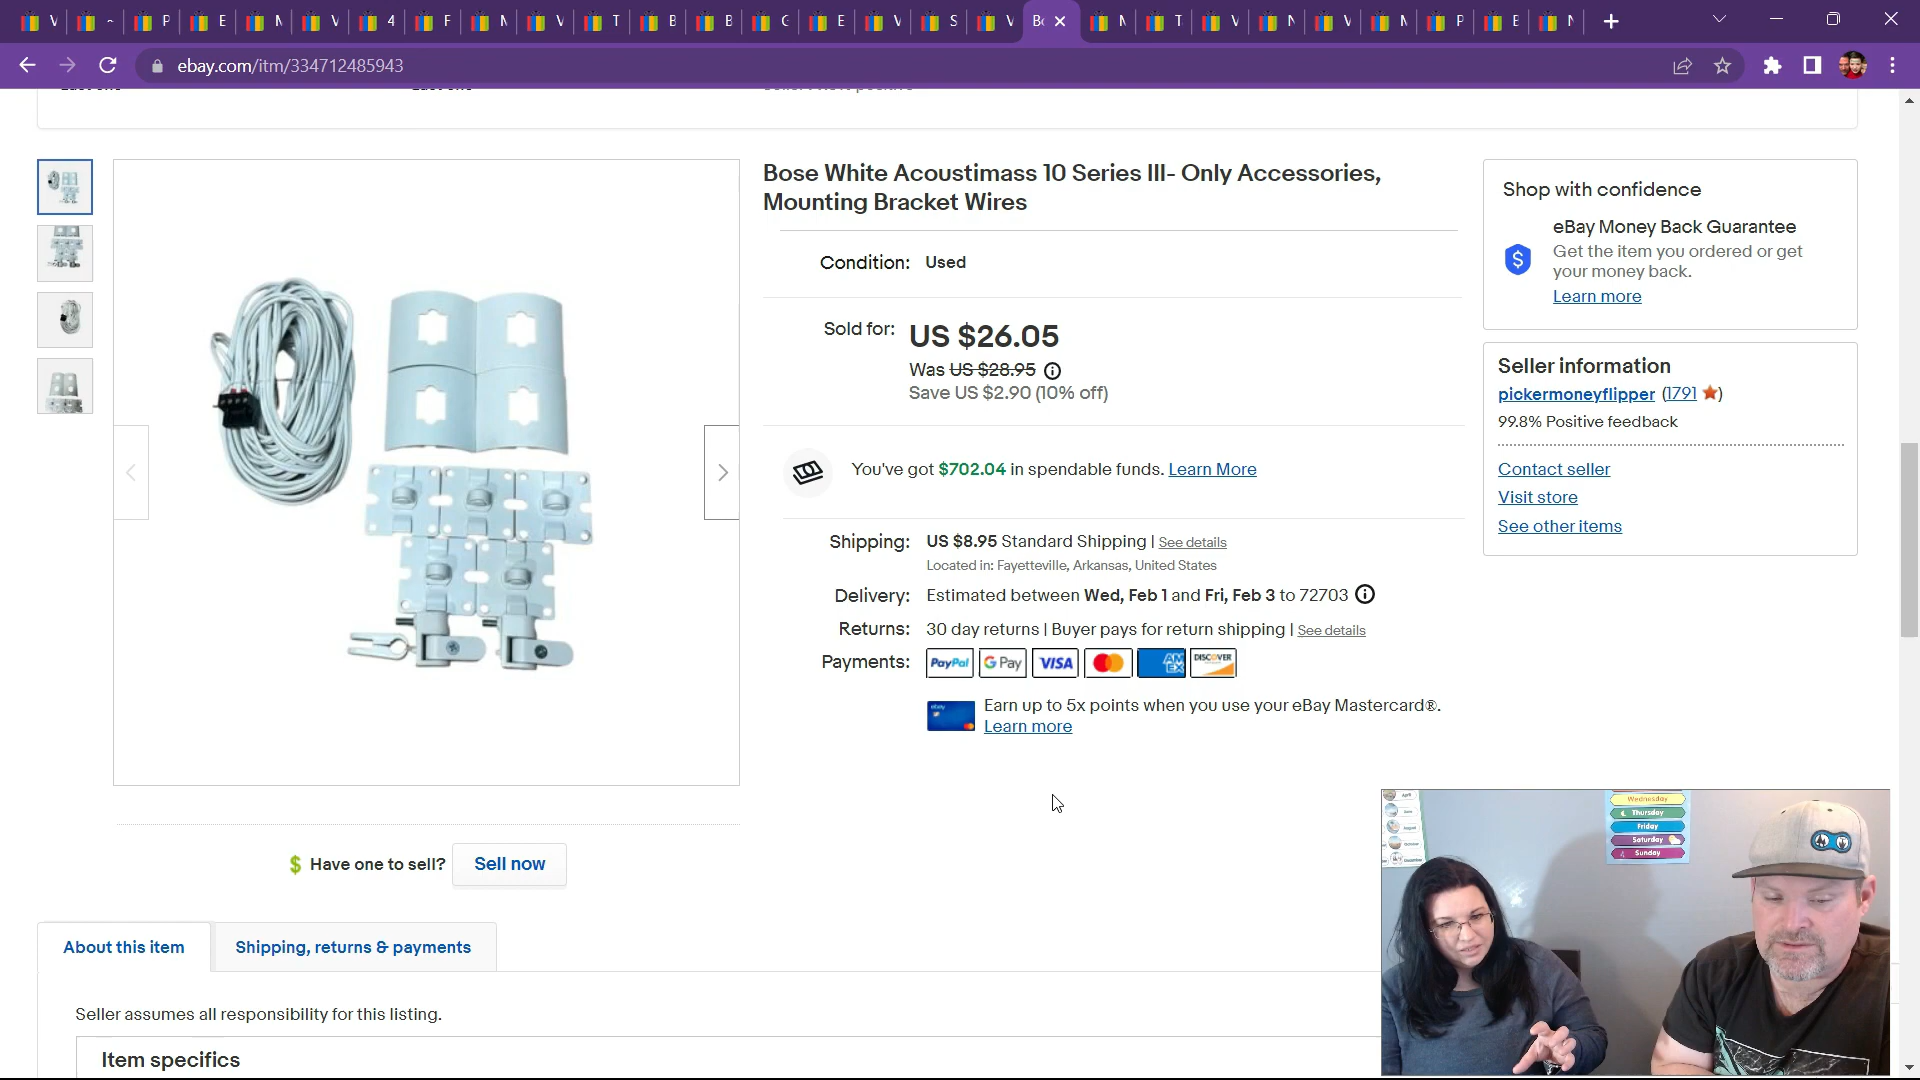 ebay.com/itm/334712485943
Bose White Acoustimass 10 Series III- Only Accessories,
Mounting Bracket Wires
Condition: Used
Sold for: US $26.05
Was US $28.95
Save US $2.90 (10% off)
You've got $702.04 in spendable funds. Learn More
Shipping: US $8.95 Standard Shipping | See details
Located in: Fayetteville, Arkansas, United States
Delivery: Estimated between Wed, Feb 1 and Fri, Feb 3 to 72703
Returns: 30 day returns | Buyer pays for return shipping | See details
Payments: PayPal G Pay VISA AM EX DISCOVER
ebay
Earn up to 5x points when you use your eBay Mastercard®.
Learn more
Shop with confidence
eBay Money Back Guarantee
Get the item you ordered or get
your money back.
Learn more
Seller information
pickermoneyflipper (1791)
99.8% Positive feedback
Contact seller
Visit store
See other items
$ Have one to sell? Sell now
About this item
Shipping, returns & payments
Seller assumes all responsibility for this listing.
Item specifics
Wednesday
Thursday
Friday
Saturday
Sunday